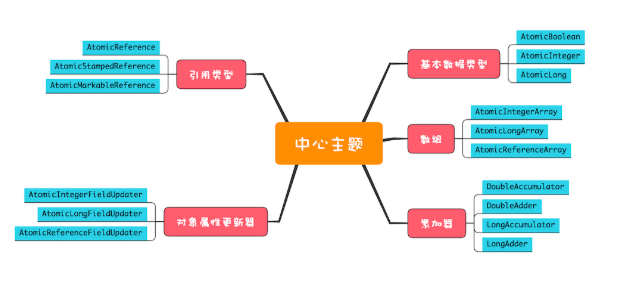 中心主题
引用类型
AtomicReference
AtomicStampedReference
AtomicMarkableReference
对象属性更新器
AtomicIntegerFieldUpdater
AtomicLongFieldUpdater
AtomicReferenceFieldUpdater
基本数据类型
AtomicBoolean
AtomicInteger
AtomicLong
数组
AtomicIntegerArray
AtomicLongArray
AtomicReferenceArray
累加器
DoubleAccumulator
DoubleAdder
LongAccumulator
LongAdder